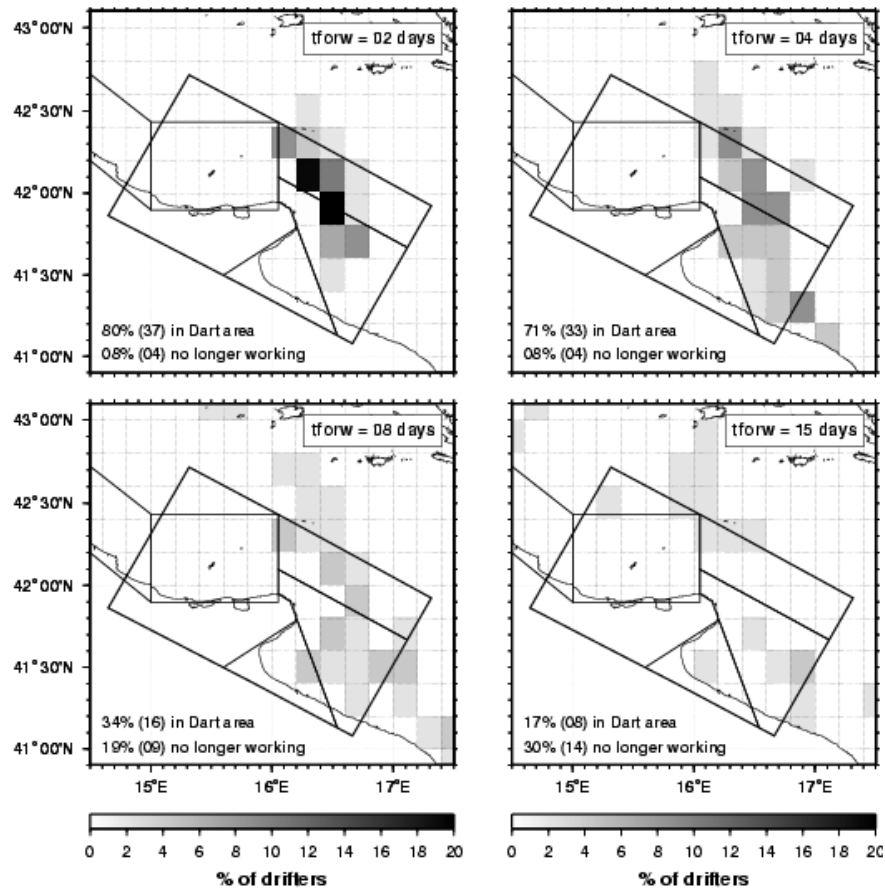 43°00'N
tforw = 02 days
42°30'N
42°00'N
41°30'N
80% (37) in Dart area
08% (04) no longer working
41°00'N
tforw = 04 days
71% (33) in Dart area
08% (04) no longer working
43°00'N
tforw = 08 days
42°30'N
42°00'N
41°30'N
34% (16) in Dart area
19% (09) no longer working
41°00'N
15°E 16°E 17°E
tforw = 15 days
17% (08) in Dart area
30% (14) no longer working
15°E 16°E 17°E
0 2 4 6 8 10 12 14 16 18 20
% of drifters
0 2 4 6 8 10 12 14 16 18 20
% of drifters